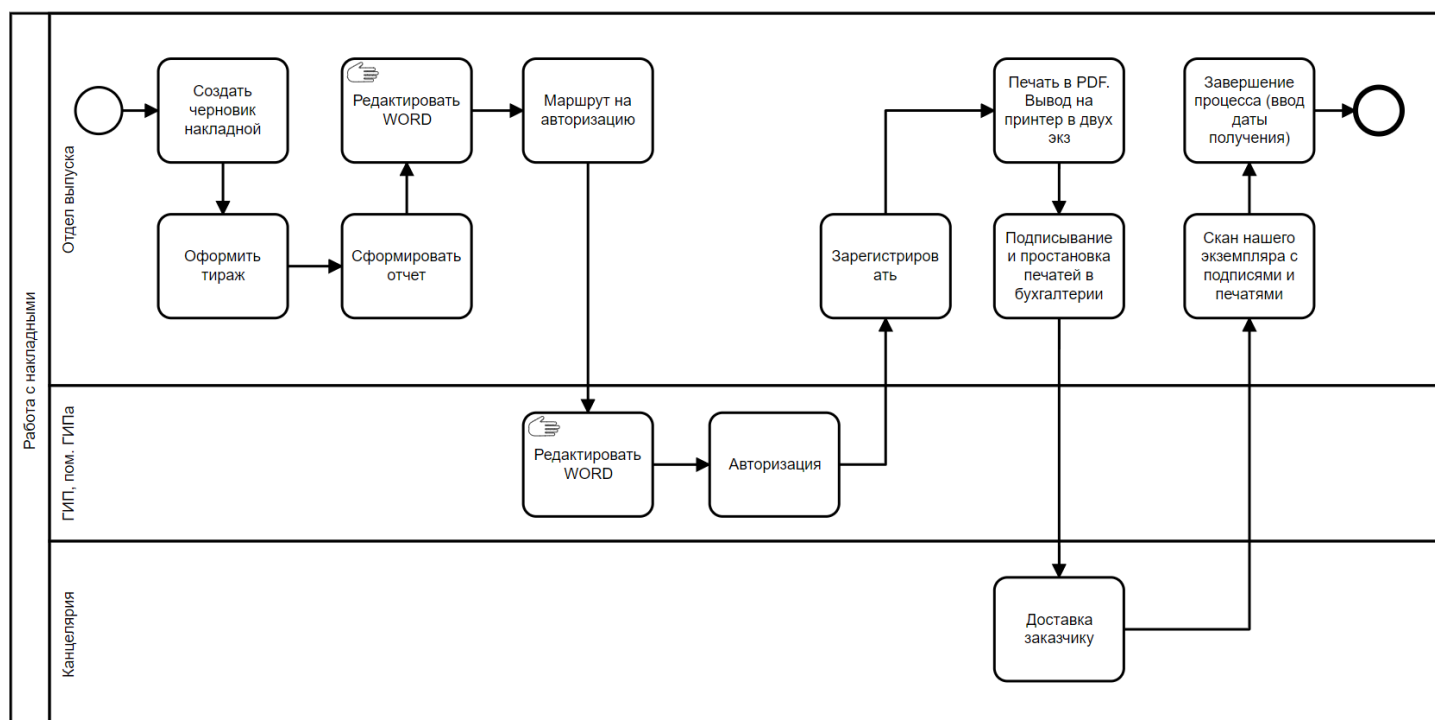 Работа с накладными
Отдел выпуска
Создать
черновик
накладной
Оформить
тираж
Сформировать
отчет
Редактировать
WORD
Маршрут на
авторизацию
Зарегистриров
ать
Печать в PDF.
Вывод на
принтер в двух
экз
Подписывание
и простановка
печатей в
бухгалтерии
Завершение
процесса (ввод
даты
получения)
Скан нашего
экземпляра с
подписями и
печатями
ГИП, пом. ГИПа
Редактировать
WORD
Авторизация
Канцелярия
Доставка
заказчику